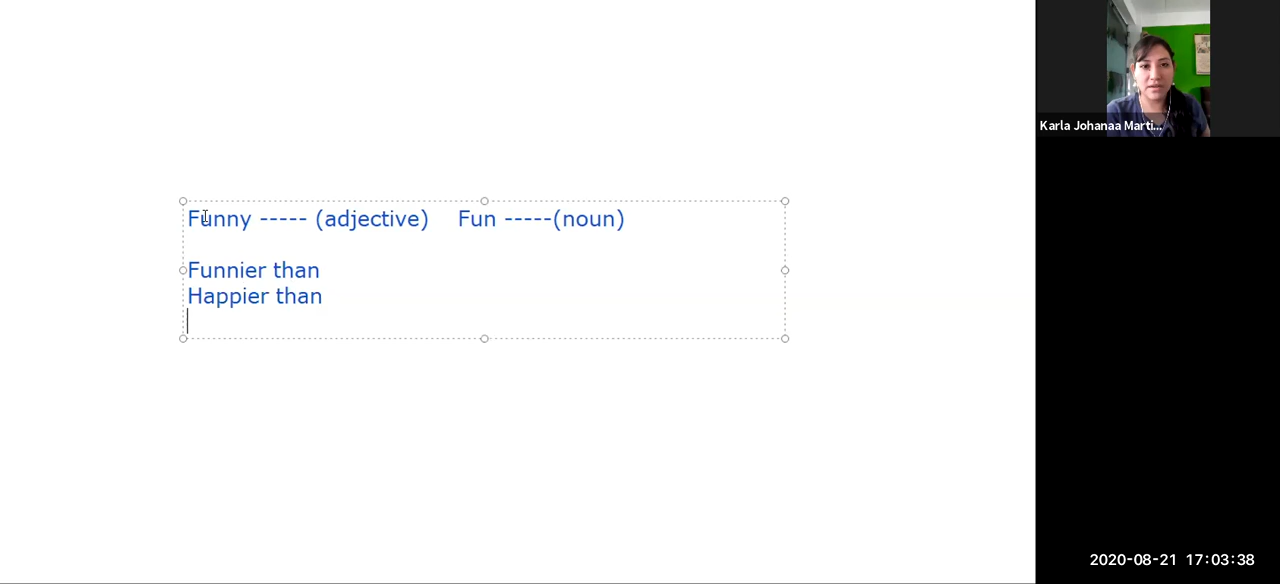 Funny ----- (adjective)    Fun -----(noun)
Funnier than
Happier than
Karla Johanaa Marti...
2020-08-21 17:03:38